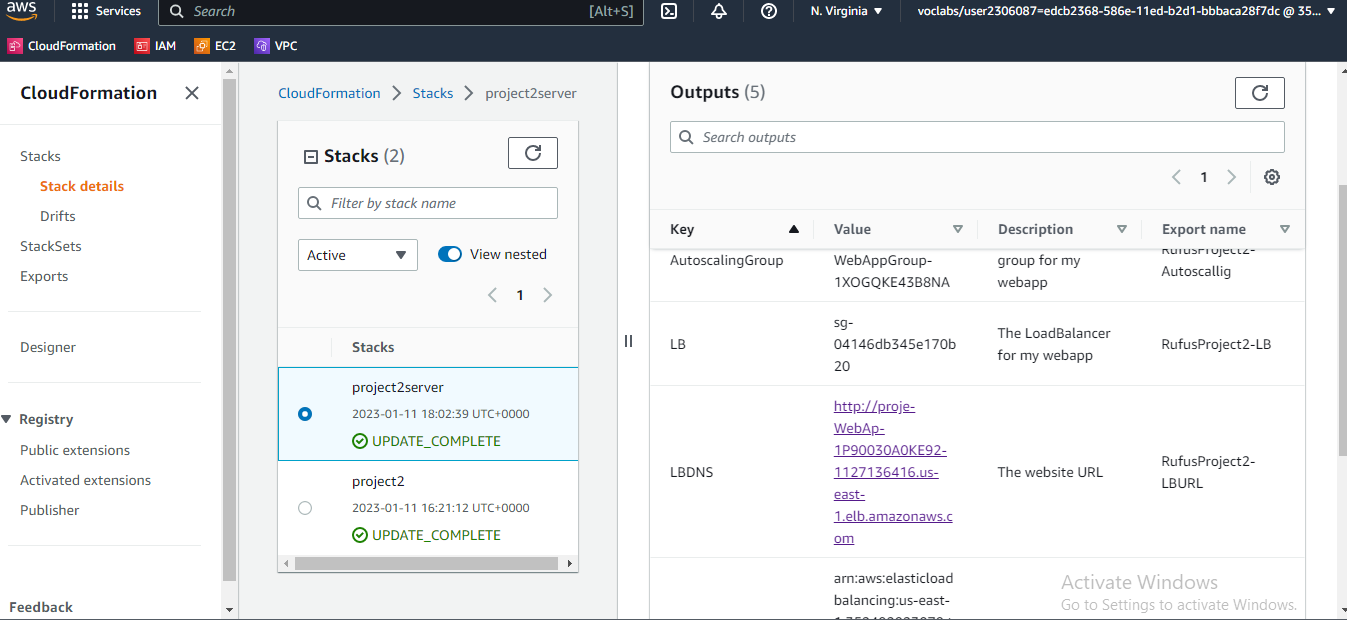 aws
Services
Search
[Alt+S]
N. Virginia
voclabs/user2306087=edcb2368-586e-11ed-b2d1-bbbaca28f7dc @ 35...
CloudFormation
IAM
EC2
VPC
CloudFormation
Stacks
Stack details
Drifts
StackSets
Exports
Designer
Registry
Public extensions
Activated extensions
Publisher
Feedback
CloudFormation > Stacks > project2server
Stacks (2)
Filter by stack name
Active
View nested
1
Stacks
project2server
2023-01-11 18:02:39 UTC+0000
UPDATE_COMPLETE
project2
2023-01-11 16:21:12 UTC+0000
UPDATE_COMPLETE
Outputs (5)
Search outputs
1
Key
Value
Description
Export name
AutoscalingGroup
WebAppGroup-
1XOGQKE43B8NA
group for my
webapp
RufusProject2-
Autoscallig
LB
sg-
04146db345e170b
20
The LoadBalancer
for my webapp
RufusProject2-LB
LBDNS
http://proje-
WebAp-
1P90030A0KE92-
1127136416.us-
east-
1.elb.amazonaws.c
om
The website URL
RufusProject2-
LBURL
arn:aws:elasticload
balancing:us-east-
Activate Windows
Go to Settings to activate Windows.